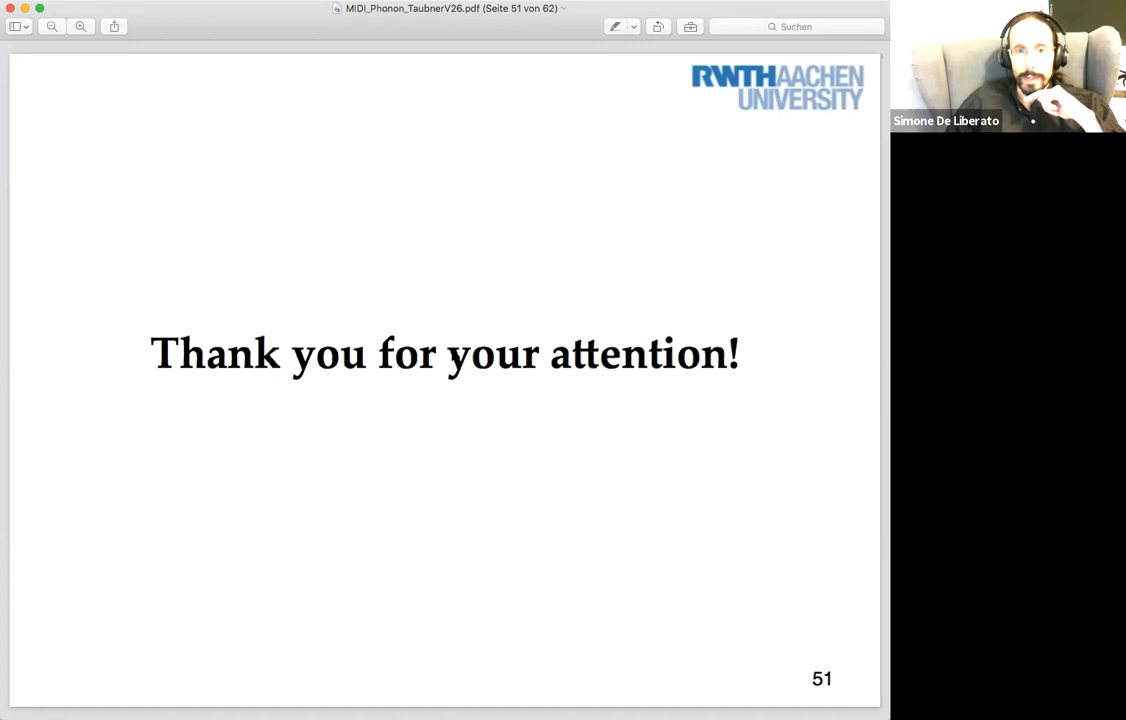 MIDI_Phonon_TaubnerV26.pdf (Seite 51 von 62)
Suchen
RWTHAACHEN
UNIVERSITY
Simone De Liberato
Thank you for your attention!
51